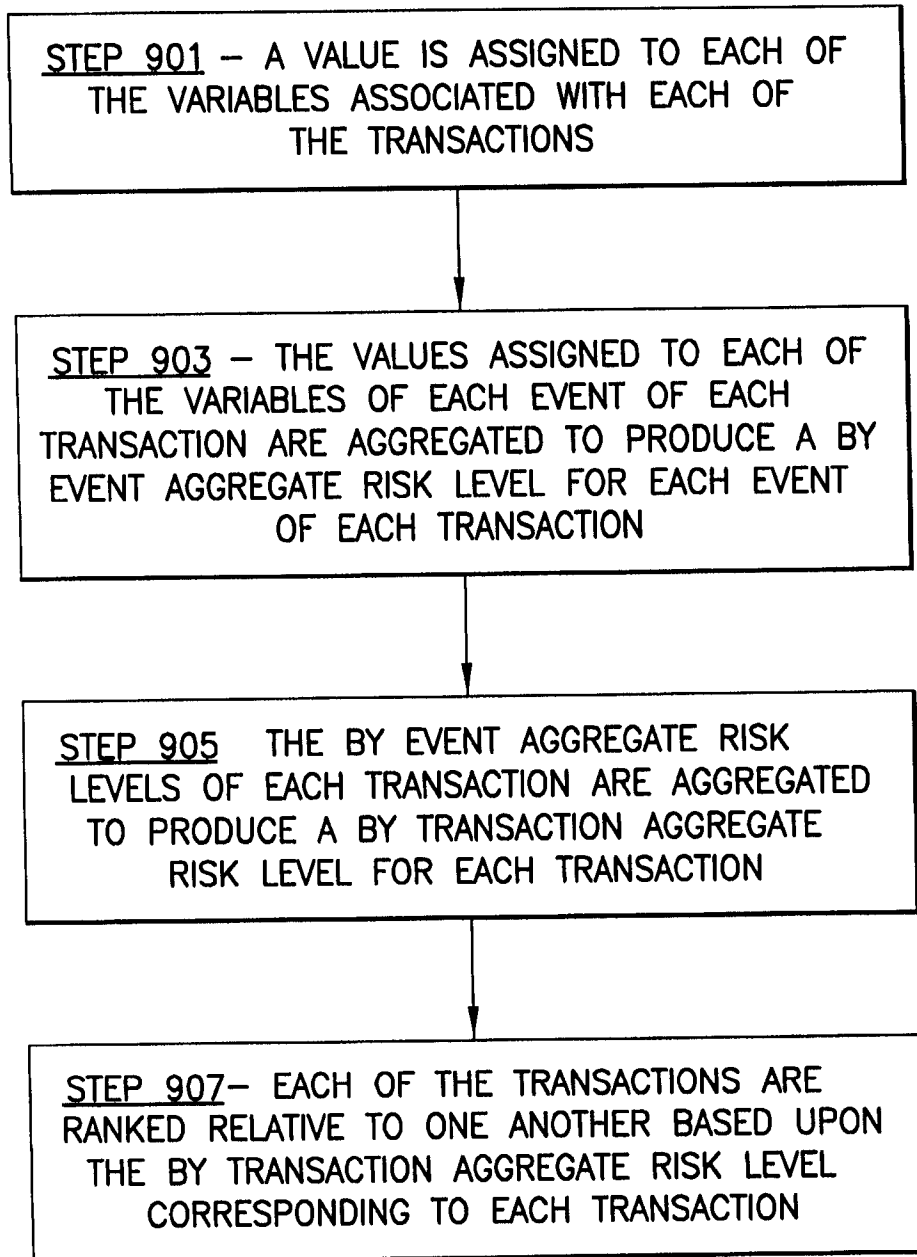 STEP 901 – A VALUE IS ASSIGNED TO EACH OF
THE VARIABLES ASSOCIATED WITH EACH OF
THE TRANSACTIONS
STEP 903 – THE VALUES ASSIGNED TO EACH OF
THE VARIABLES OF EACH EVENT OF EACH
TRANSACTION ARE AGGREGATED TO PRODUCE A BY
EVENT AGGREGATE RISK LEVEL FOR EACH EVENT
OF EACH TRANSACTION
STEP 905 THE BY EVENT AGGREGATE RISK
LEVELS OF EACH TRANSACTION ARE AGGREGATED
TO PRODUCE A BY TRANSACTION AGGREGATE
RISK LEVEL FOR EACH TRANSACTION
STEP 907– EACH OF THE TRANSACTIONS ARE
RANKED RELATIVE TO ONE ANOTHER BASED UPON
THE BY TRANSACTION AGGREGATE RISK LEVEL
CORRESPONDING TO EACH TRANSACTION